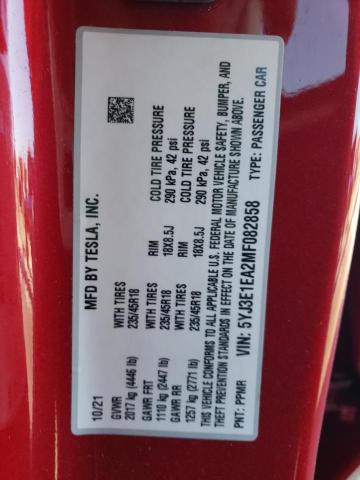 MFD BY TESLA, INC.
10/21
GVWR
2017 kg (4446 lb)
WITH TIRES
235/45R18
RIM
18X8.5J
COLD TIRE PRESSURE
290 kPa, 42 psi
GAWR FRT
1110 kg (2447 lb)
WITH TIRES
235/45R18
RIM
18X8.5J
COLD TIRE PRESSURE
290 kPa, 42 psi
GAWR RR
1257 kg (2771 lb)
WITH TIRES
235/45R18
THIS VEHICLE CONFORMS TO ALL APPLICABLE U.S. FEDERAL MOTOR VEHICLE SAFETY, BUMPER, AND
THEFT PREVENTION STANDARDS IN EFFECT ON THE DATE OF MANUFACTURE SHOWN ABOVE.
VIN: 5YJ3E1EA2MF082858
TYPE: PASSENGER CAR
PNT: PPMR